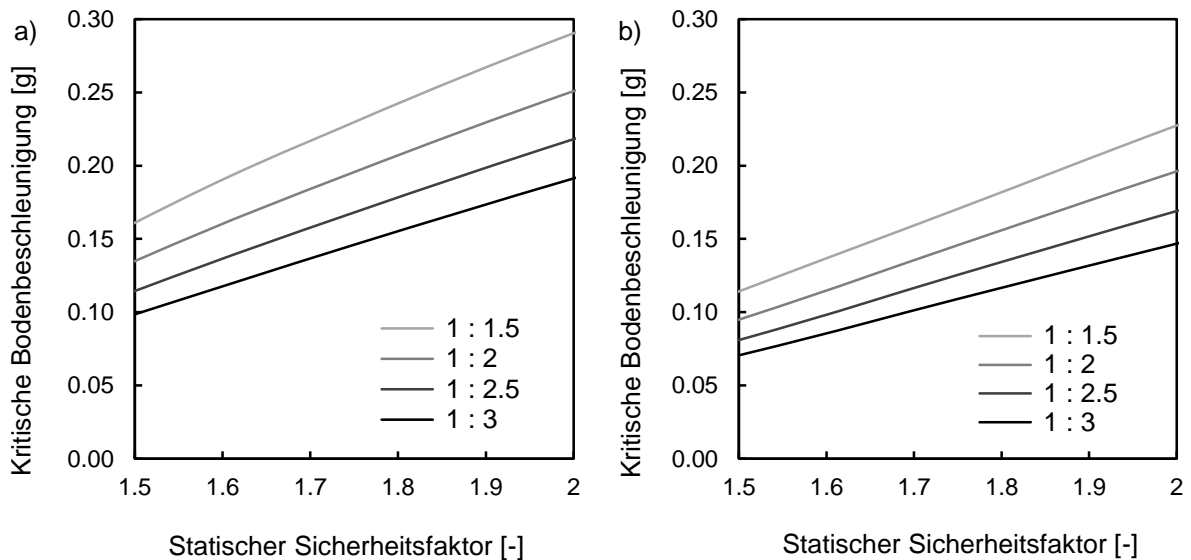 a)
Kritische Bodenbeschleunigung [g]
0.30
0.25
0.20
0.15
0.10
0.05
0.00
1 : 1.5
1 : 2
1 : 2.5
1 : 3
1.5 1.6 1.7 1.8 1.9 2
Statischer Sicherheitsfaktor [-]
b)
Kritische Bodenbeschleunigung [g]
0.30
0.25
0.20
0.15
0.10
0.05
0.00
1 : 1.5
1 : 2
1 : 2.5
1 : 3
1.5 1.6 1.7 1.8 1.9 2
Statischer Sicherheitsfaktor [-]